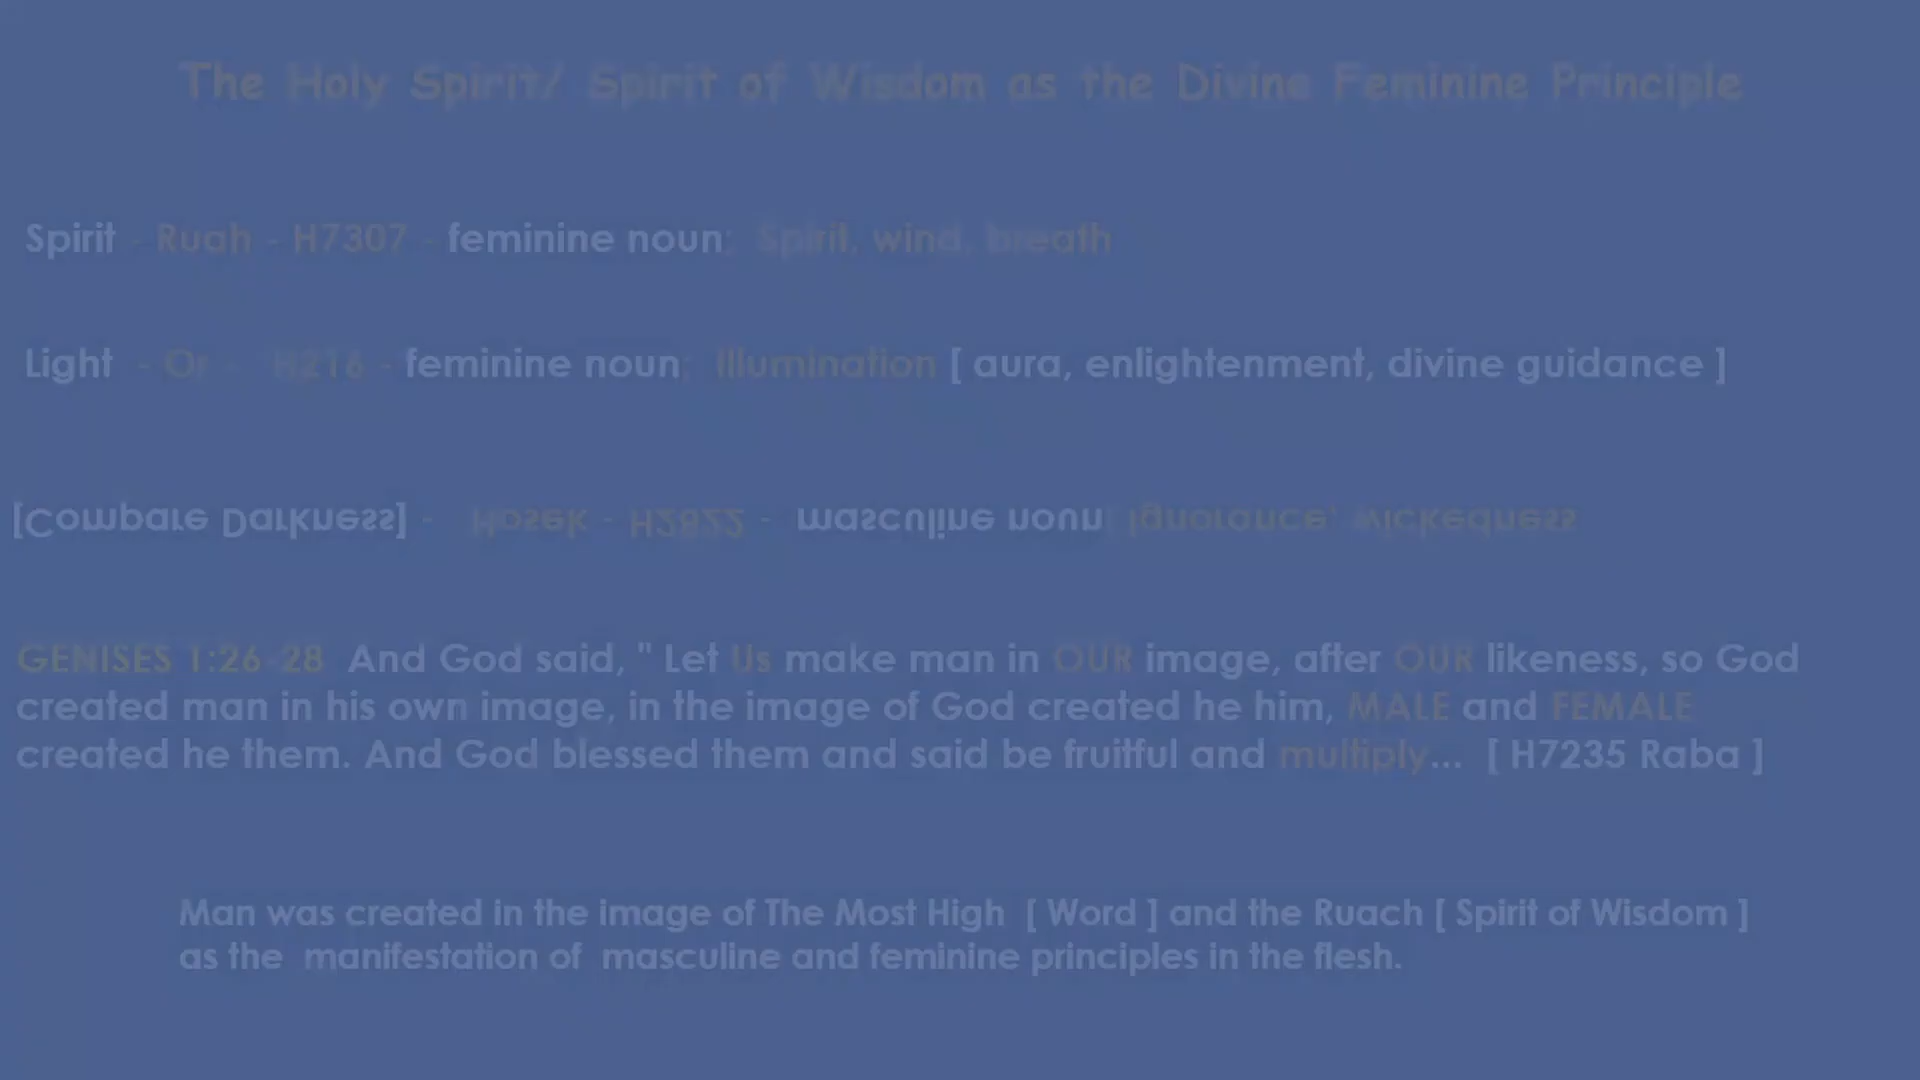 The Holy Spirit/ Spirit of Wisdom as the Divine Feminine Principle
Spirit - Ruah - H7307 - feminine noun; Spirit, wind, breath
Light - Or - H216 - feminine noun; Illumination [ aura, enlightenment, divine guidance ]
[Compare Darkness] - Hosek - H2822 - masculine noun; Ignorance, wickedness
GENISES 1:26-28 And God said, " Let Us make man in OUR image, after OUR likeness, so God
created man in his own image, in the image of God created he him, MALE and FEMALE
created he them. And God blessed them and said be fruitful and multiply... [ H7235 Raba ]
Man was created in the image of The Most High [ Word ] and the Ruach [ Spirit of Wisdom ]
as the manifestation of masculine and feminine principles in the flesh.